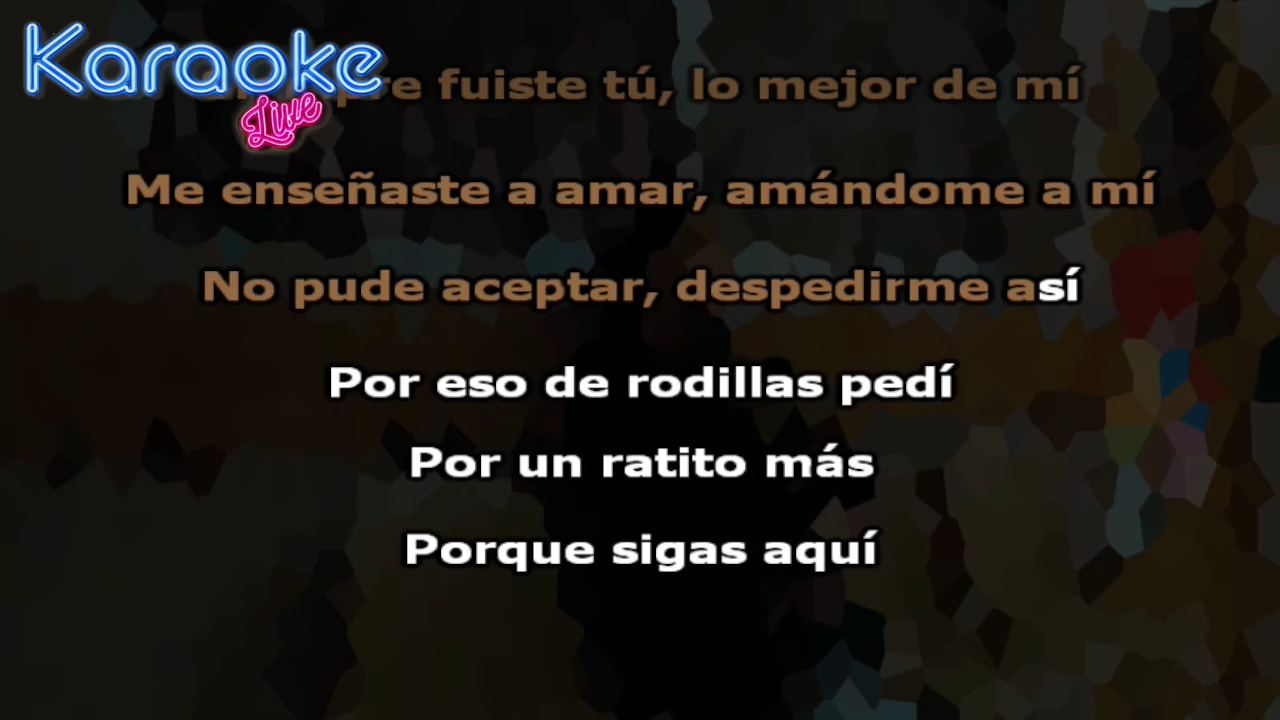 Karaoke
Live
fuiste tú, lo mejor de mí
Me enseñaste a amar, amándome a mí
No pude aceptar, despedirme así
Por eso de rodillas pedí
Por un ratito más
Porque sigas aquí